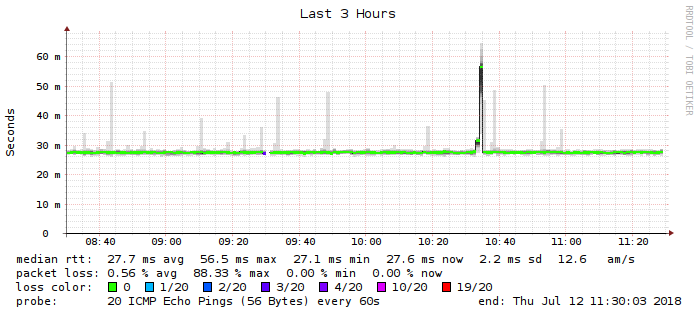 Last 3 Hours
RRDTOOL / TOBI OETIKER
Seconds
60 m
50 m
40 m
30 m
20 m
10 m
0
08:40 09:00 09:20 09:40 10:00 10:20 10:40 11:00 11:20
median rtt: 27.7 ms avg 56.5 ms max 27.1 ms min 27.6 ms now 2.2 ms sd 12.6 am/s
packet loss: 0.56 % avg 88.33 % max 0.00 % min 0.00 % now
loss color: 0 1/20 2/20 3/20 4/20 10/20 19/20
probe: 20 ICMP Echo Pings (56 Bytes) every 60s end: Thu Jul 12 11:30:03 2018